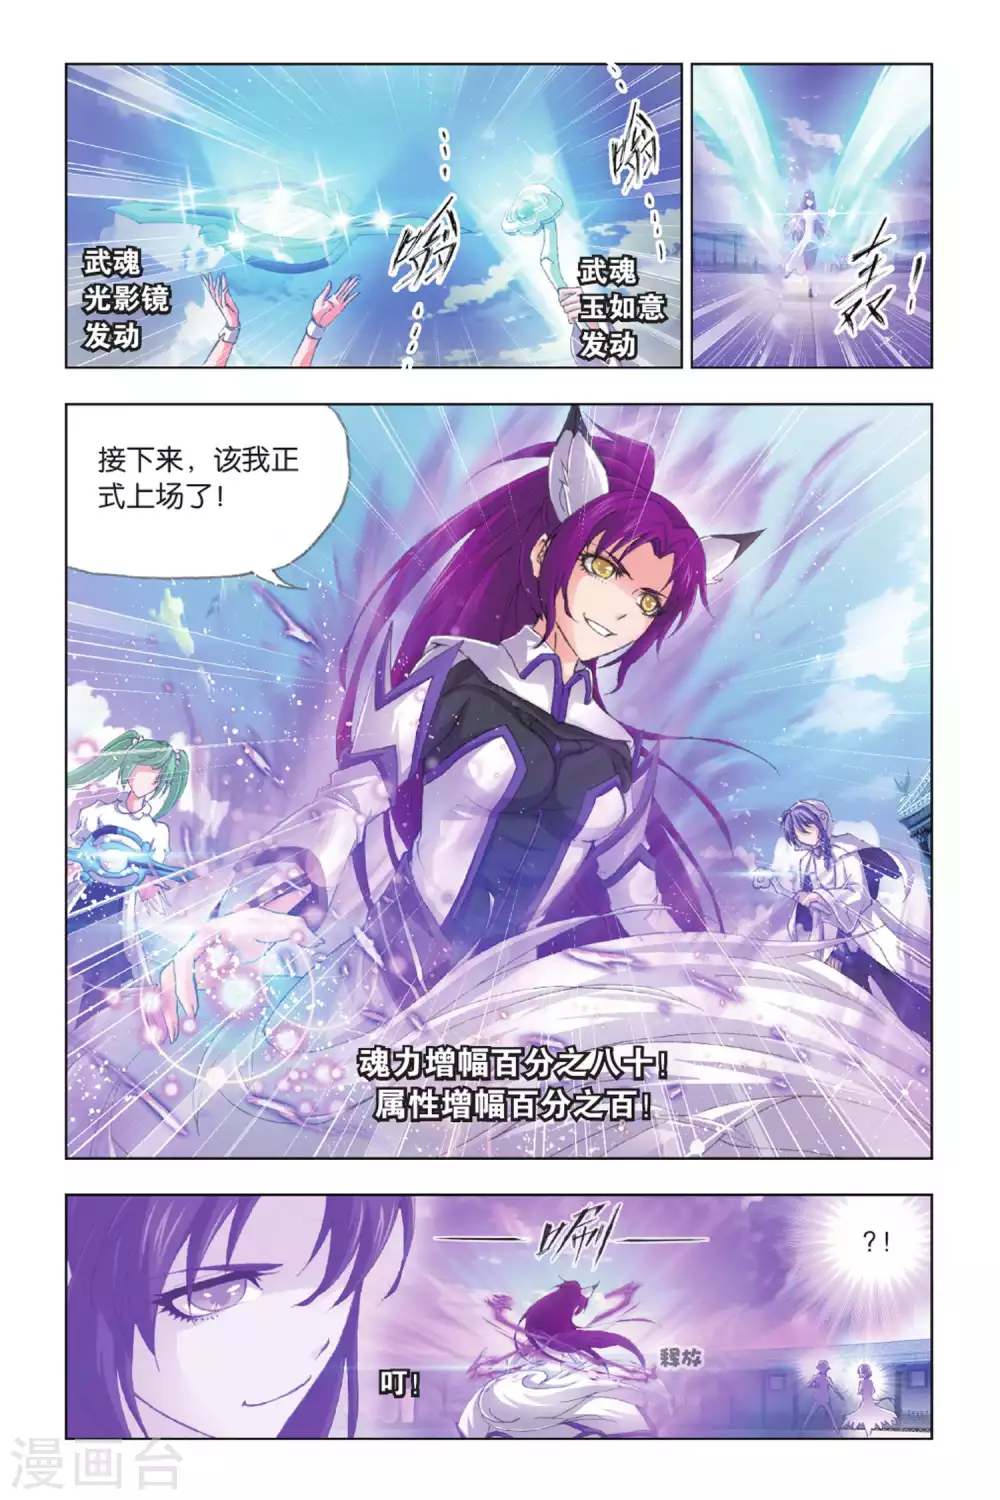 武魂
光影镜
发动
嗡
嗡
武魂
玉如意
发动
轰！
接下来，该我正
式上场了！
魂力增幅百分之八十！
属性增幅百分之百！
叮！
唰
释放
？！
漫画台